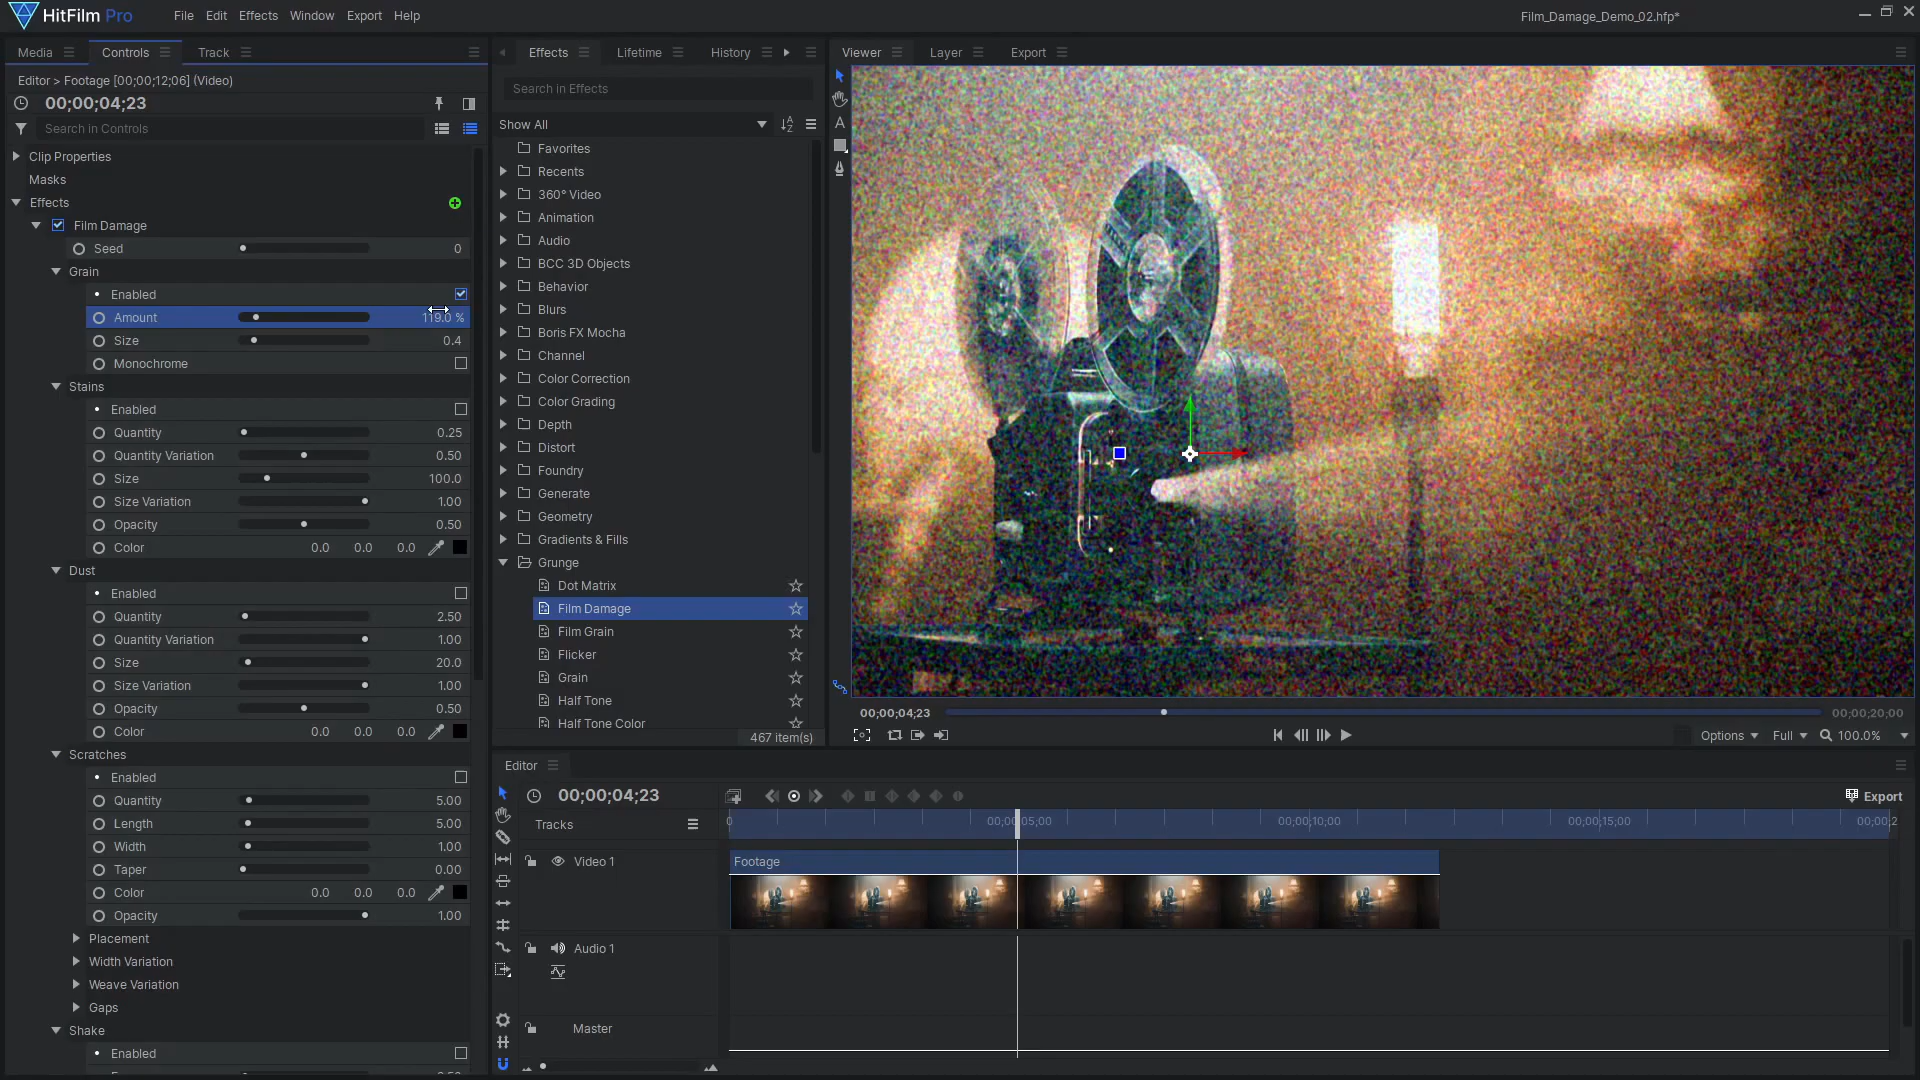 HitFilm Pro
File Edit Effects Window Export Help
Film_Damage_Demo_02.hfp*
Media
Controls
Track
Editor > Footage [00;00;12;06] (Video)
00;00;04;23
Search in Controls
Clip Properties
Masks
Effects
Film Damage
Seed 0
Grain
Enabled
Amount 119.0 %
Size 0.4
Monochrome
Stains
Enabled
Quantity 0.25
Quantity Variation 0.50
Size 100.0
Size Variation 1.00
Opacity 0.50
Color 0.0 0.0 0.0
Dust
Enabled
Quantity 2.50
Quantity Variation 1.00
Size 20.0
Size Variation 1.00
Opacity 0.50
Color 0.0 0.0 0.0
Scratches
Enabled
Quantity 5.00
Length 5.00
Width 1.00
Taper 0.00
Color 0.0 0.0 0.0
Opacity 1.00
Placement
Width Variation
Weave Variation
Gaps
Shake
Enabled
Effects
Lifetime
History
Search in Effects
Show All
Favorites
Recents
360° Video
Animation
Audio
BCC 3D Objects
Behavior
Blurs
Boris FX Mocha
Channel
Color Correction
Color Grading
Depth
Distort
Foundry
Generate
Geometry
Gradients & Fills
Grunge
Dot Matrix
Film Damage
Film Grain
Flicker
Grain
Half Tone
Half Tone Color
467 item(s)
Viewer
Layer
Export
00;00;04;23
00;00;20;00
Options
Full
100.0%
Editor
00;00;04;23
Export
Tracks
0
00;00;05;00
00;00;10;00
00;00;15;00
00;00;2
Video 1
Footage
Audio 1
Master